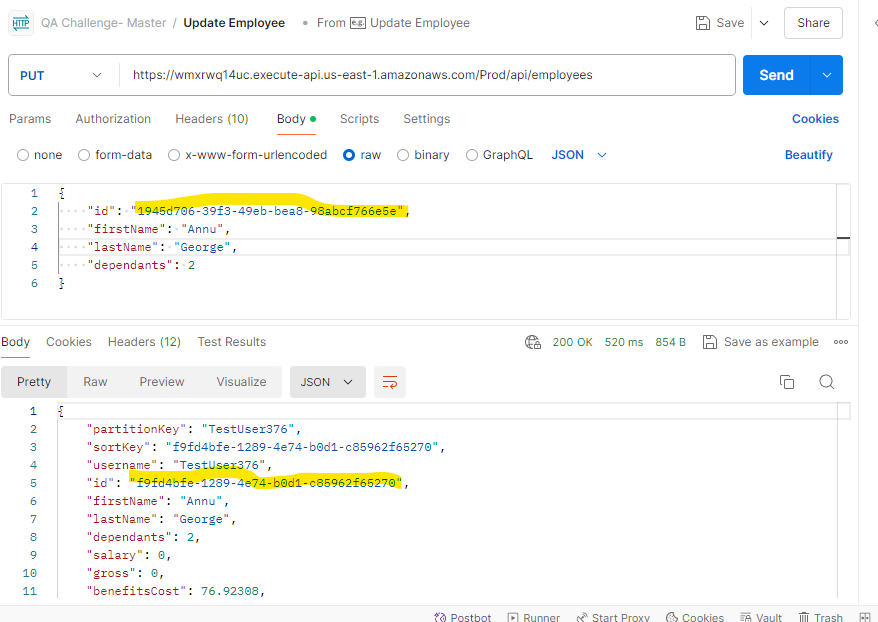 HTTP QA Challenge- Master / Update Employee • From e.g. Update Employee Save Share
PUT https://wmxrwq14uc.execute-api.us-east-1.amazonaws.com/Prod/api/employees Send
Params Authorization Headers (10) Body Scripts Settings Cookies
none form-data x-www-form-urlencoded raw binary GraphQL JSON Beautify
1 {
2 "id": "1945d706-39f3-49eb-bea8-98abcf766e5e",
3 "firstName": "Annu",
4 "lastName": "George",
5 "dependants": 2
6 }
Body Cookies Headers (12) Test Results 200 OK 520 ms 854 B Save as example
Pretty Raw Preview Visualize JSON
1 {
2 "partitionKey": "TestUser376",
3 "sortKey": "f9fd4bfe-1289-4e74-b0d1-c85962f65270",
4 "username": "TestUser376",
5 "id": "f9fd4bfe-1289-4e74-b0d1-c85962f65270",
6 "firstName": "Annu",
7 "lastName": "George",
8 "dependants": 2,
9 "salary": 0,
10 "gross": 0,
11 "benefitsCost": 76.92308,
Postbot Runner Start Proxy Cookies Vault Trash